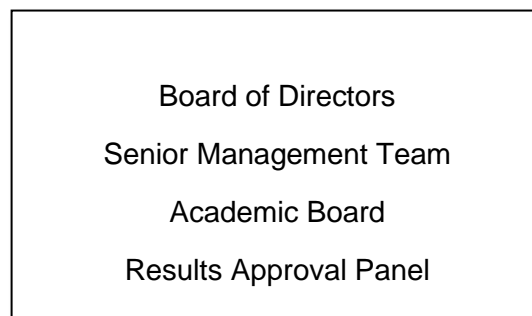 Board of Directors
Senior Management Team
Academic Board
Results Approval Panel